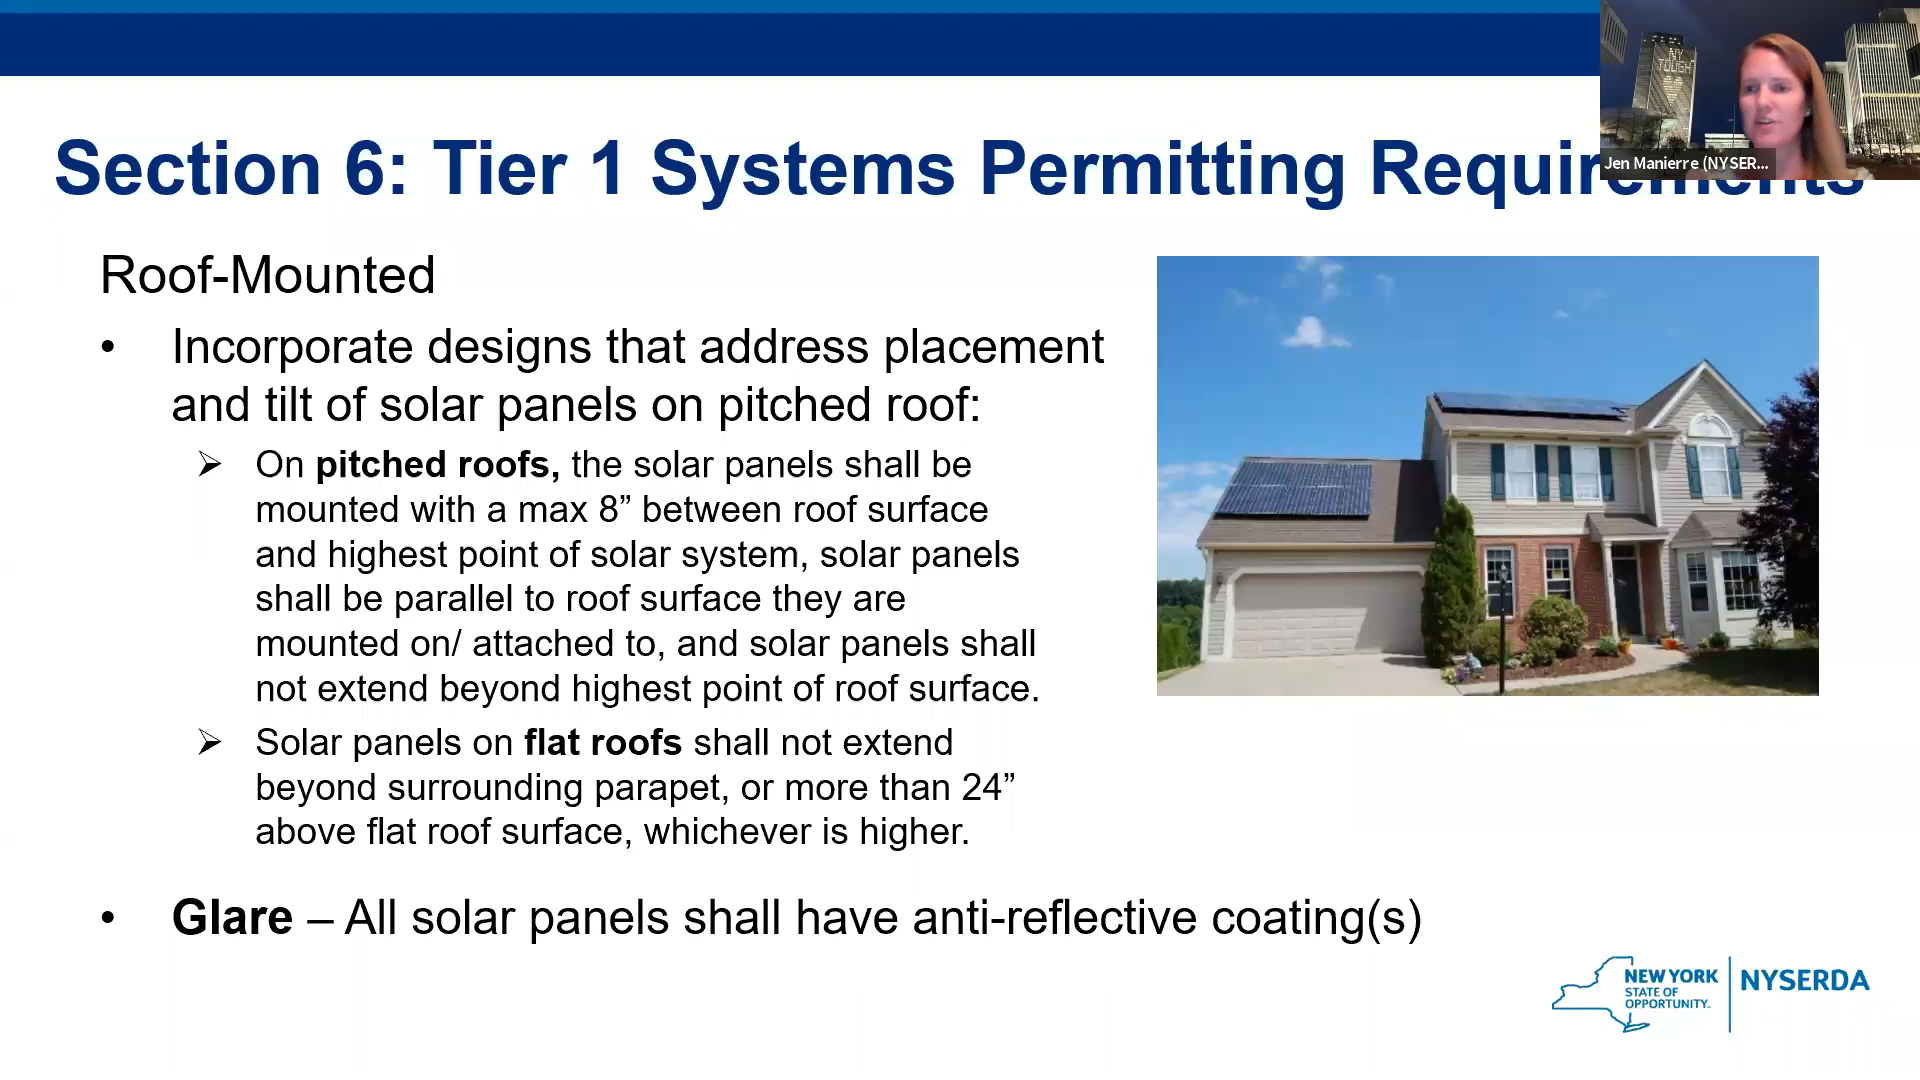 Section 6: Tier 1 Systems Permitting Requirements
NY
TOUGH
Jen Manierre (NYSER...
Roof-Mounted
• Incorporate designs that address placement
and tilt of solar panels on pitched roof:
➢ On pitched roofs, the solar panels shall be
mounted with a max 8” between roof surface
and highest point of solar system, solar panels
shall be parallel to roof surface they are
mounted on/ attached to, and solar panels shall
not extend beyond highest point of roof surface.
➢ Solar panels on flat roofs shall not extend
beyond surrounding parapet, or more than 24”
above flat roof surface, whichever is higher.
• Glare – All solar panels shall have anti-reflective coating(s)
NEW YORK
STATE OF
OPPORTUNITY.
NYSERDA